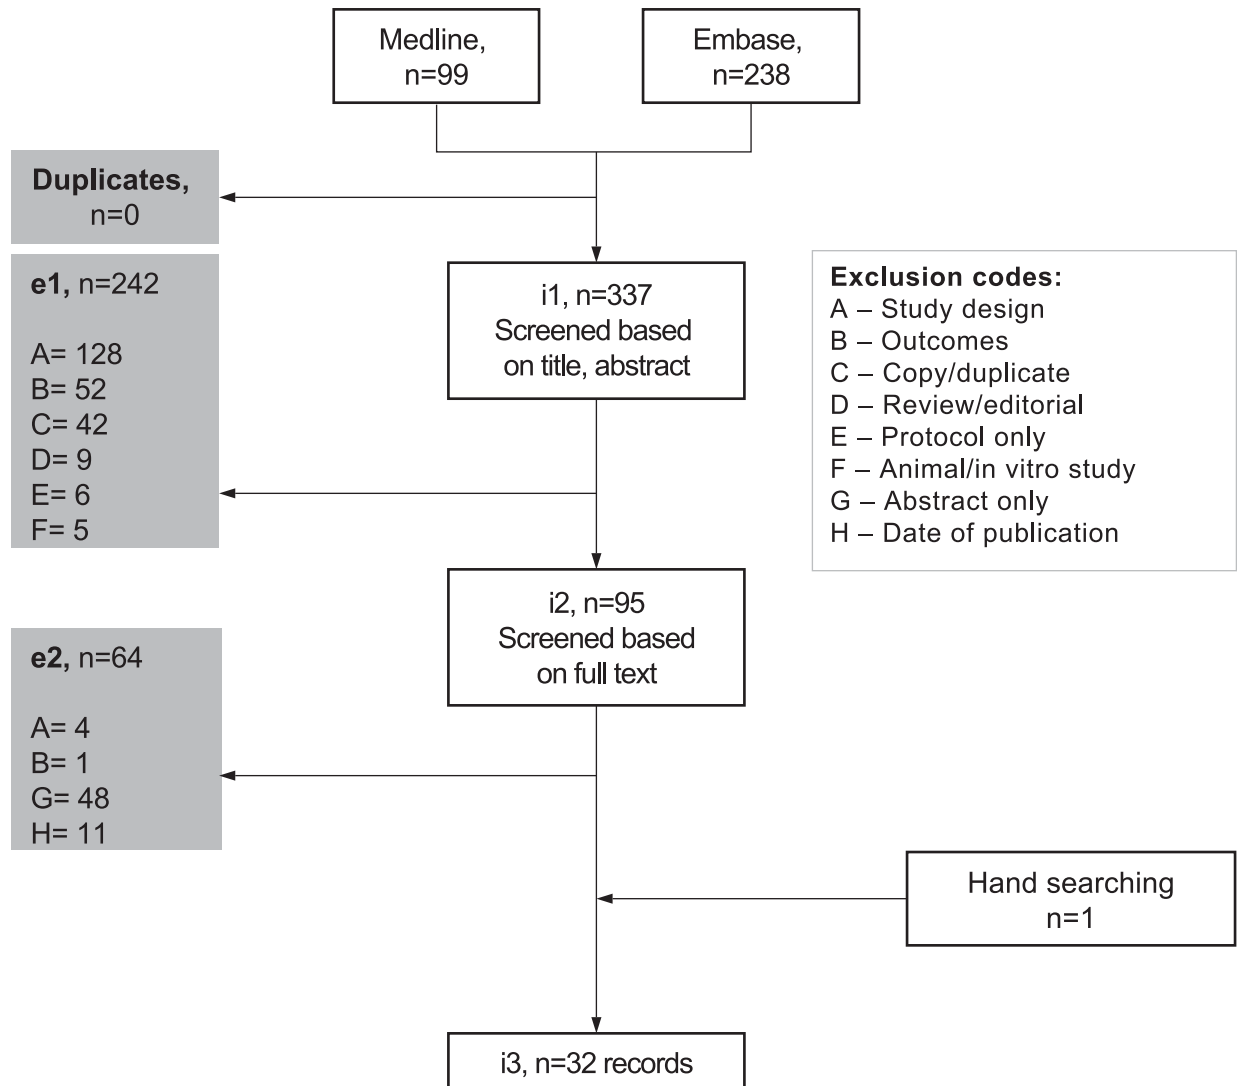 Medline,
n=99
Embase,
n=238
Duplicates,
n=0
e1, n=242
A= 128
B= 52
C= 42
D= 9
E= 6
F= 5
i1, n=337
Screened based
on title, abstract
Exclusion codes:
A – Study design
B – Outcomes
C – Copy/duplicate
D – Review/editorial
E – Protocol only
F – Animal/in vitro study
G – Abstract only
H – Date of publication
i2, n=95
Screened based
on full text
e2, n=64
A= 4
B= 1
G= 48
H= 11
Hand searching
n=1
i3, n=32 records